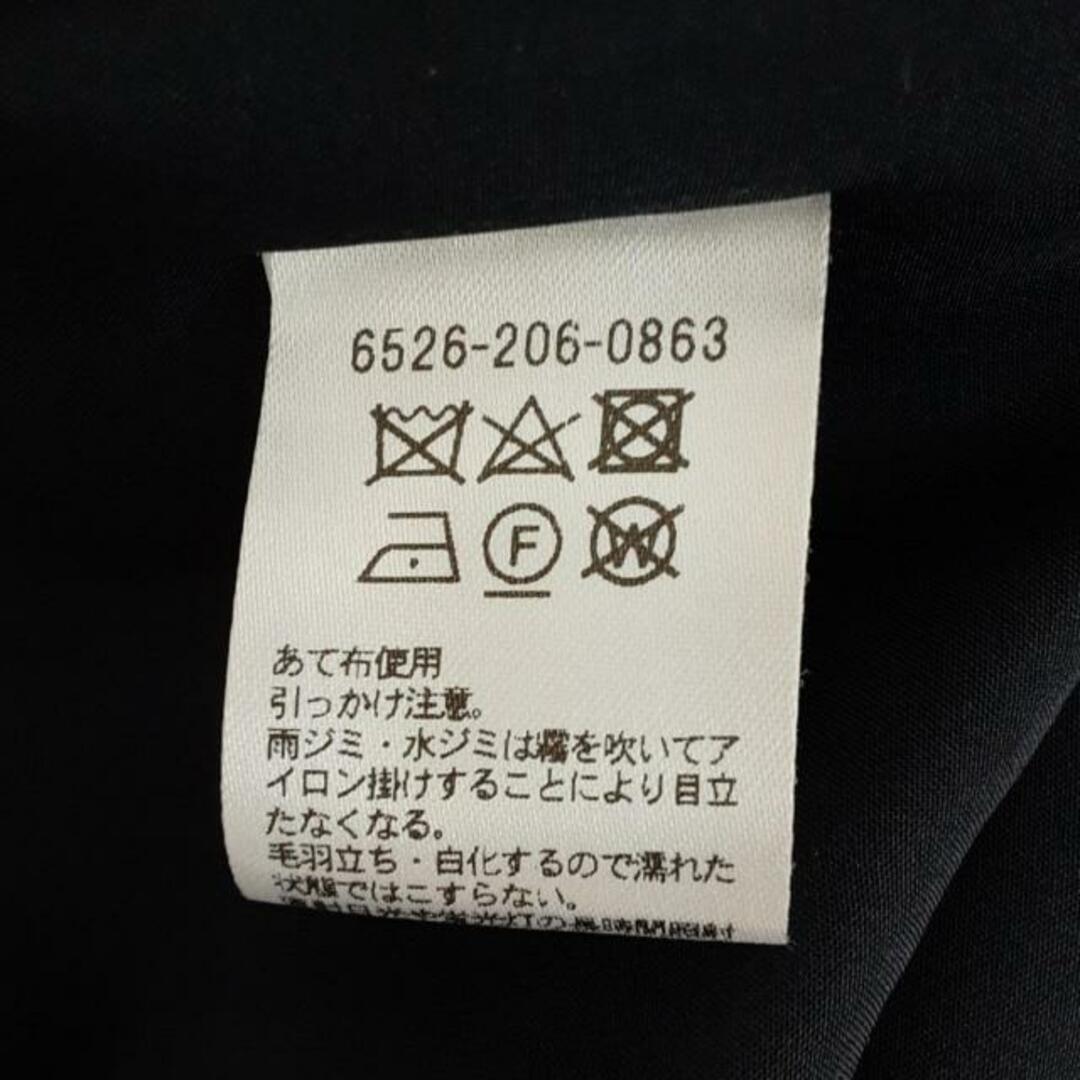 6526-206-0863
F
W
あて布使用
引っかけ注意。
雨ジミ・水ジミは霧を吹いてア
イロン掛けすることにより目立
たなくなる。
毛羽立ち・白化するので濡れた
状態ではこすらない。